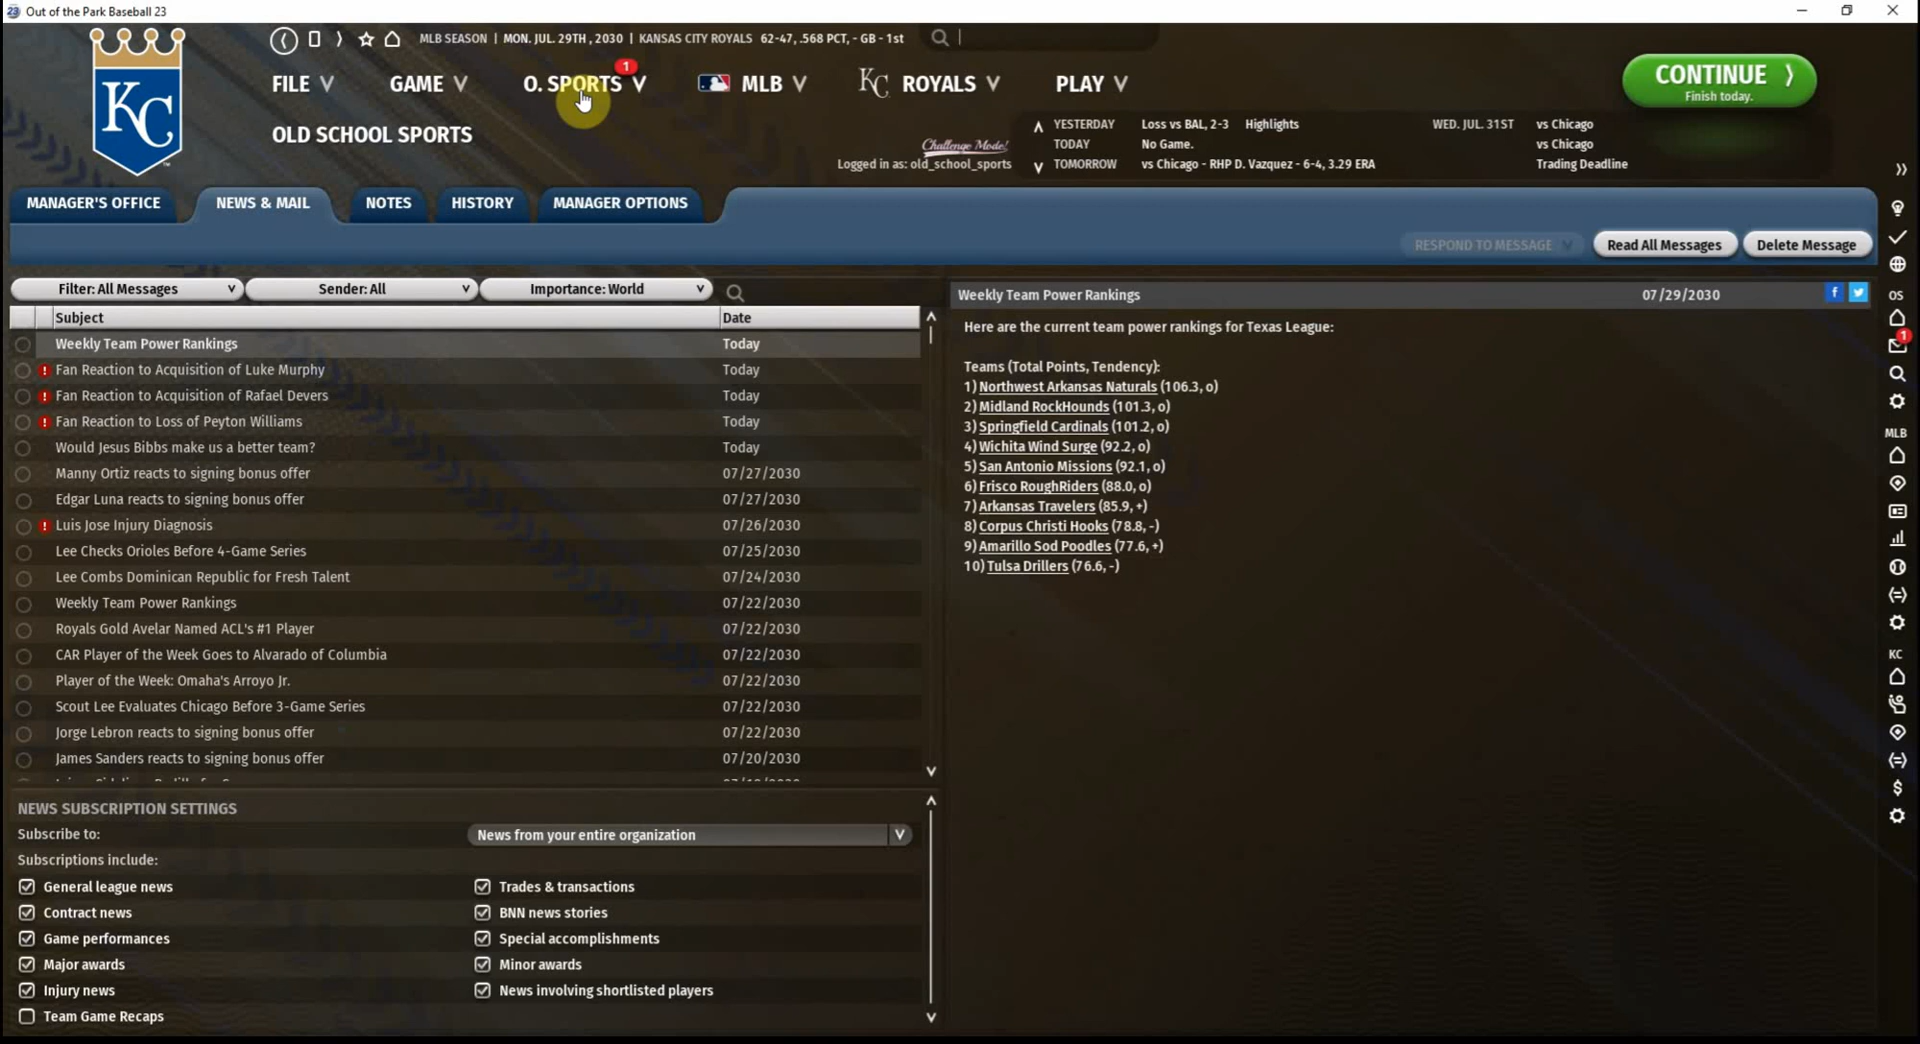 Out of the Park Baseball 23
MLB SEASON | MON. JUL. 29TH , 2030 | KANSAS CITY ROYALS 62-47, .568 PCT, - GB - 1st
FILE GAME O. SPORTS 1 MLB KC ROYALS PLAY
CONTINUE
Finish today.
KC
OLD SCHOOL SPORTS
Challenge Mode!
Logged in as: old_school_sports
YESTERDAY Loss vs BAL, 2-3 Highlights WED. JUL. 31ST vs Chicago
TODAY No Game. vs Chicago
TOMORROW vs Chicago - RHP D. Vazquez - 6-4, 3.29 ERA Trading Deadline
MANAGER'S OFFICE NEWS & MAIL NOTES HISTORY MANAGER OPTIONS
RESPOND TO MESSAGE Read All Messages Delete Message
Filter: All Messages Sender: All Importance: World
Subject Date
Weekly Team Power Rankings Today
Fan Reaction to Acquisition of Luke Murphy Today
Fan Reaction to Acquisition of Rafael Devers Today
Fan Reaction to Loss of Peyton Williams Today
Would Jesus Bibbs make us a better team? Today
Manny Ortiz reacts to signing bonus offer 07/27/2030
Edgar Luna reacts to signing bonus offer 07/27/2030
Luis Jose Injury Diagnosis 07/26/2030
Lee Checks Orioles Before 4-Game Series 07/25/2030
Lee Combs Dominican Republic for Fresh Talent 07/24/2030
Weekly Team Power Rankings 07/22/2030
Royals Gold Avelar Named ACL's #1 Player 07/22/2030
CAR Player of the Week Goes to Alvarado of Columbia 07/22/2030
Player of the Week: Omaha's Arroyo Jr. 07/22/2030
Scout Lee Evaluates Chicago Before 3-Game Series 07/22/2030
Jorge Lebron reacts to signing bonus offer 07/22/2030
James Sanders reacts to signing bonus offer 07/20/2030
NEWS SUBSCRIPTION SETTINGS
Subscribe to: News from your entire organization
Subscriptions include:
General league news Trades & transactions
Contract news BNN news stories
Game performances Special accomplishments
Major awards Minor awards
Injury news News involving shortlisted players
Team Game Recaps
Weekly Team Power Rankings 07/29/2030
Here are the current team power rankings for Texas League:
Teams (Total Points, Tendency):
1) Northwest Arkansas Naturals (106.3, o)
2) Midland RockHounds (101.3, o)
3) Springfield Cardinals (101.2, o)
4) Wichita Wind Surge (92.2, o)
5) San Antonio Missions (92.1, o)
6) Frisco RoughRiders (88.0, o)
7) Arkansas Travelers (85.9, +)
8) Corpus Christi Hooks (78.8, -)
9) Amarillo Sod Poodles (77.6, +)
10) Tulsa Drillers (76.6, -)
OS
1
MLB
KC
$